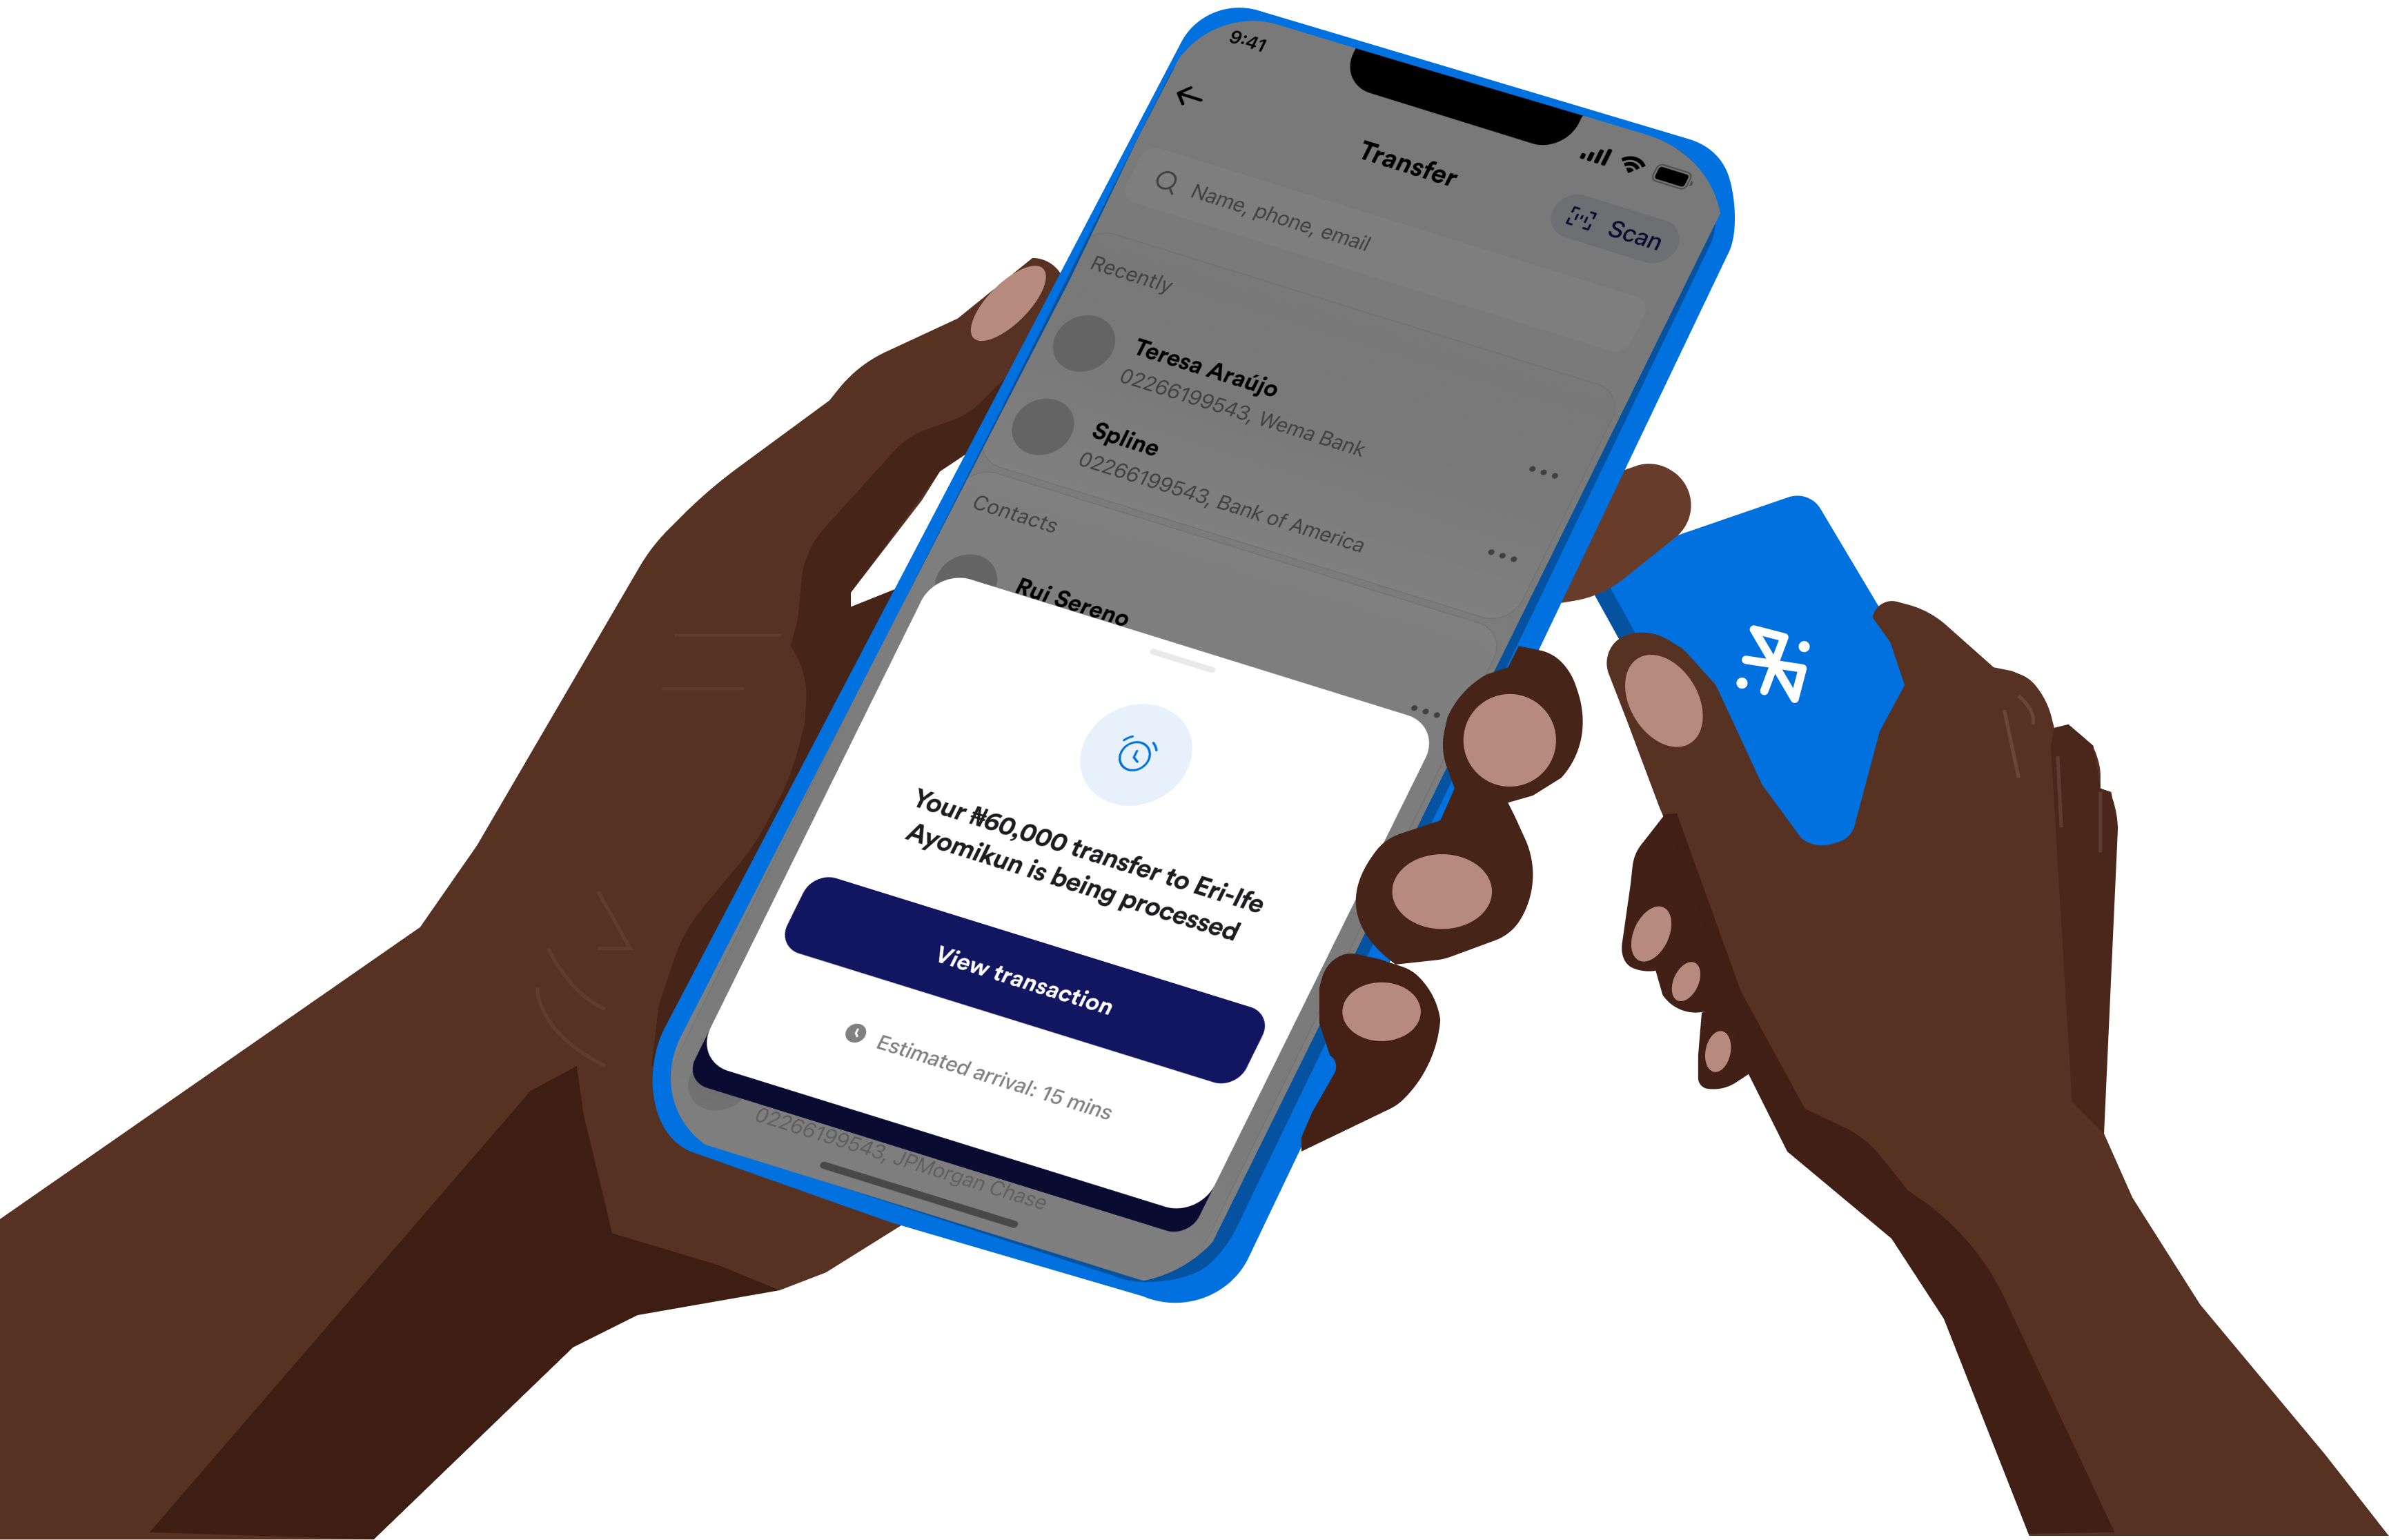 9:41
Transfer
Scan
Name, phone, email
Recently
Teresa Araújo
02266199543, Wema Bank
Spline
02266199543, Bank of America
Contacts
Rui Sereno
Your ₦60,000 transfer to Eri-Ife
Ayomikun is being processed
View transaction
Estimated arrival: 15 mins
02266199543, JPMorgan Chase